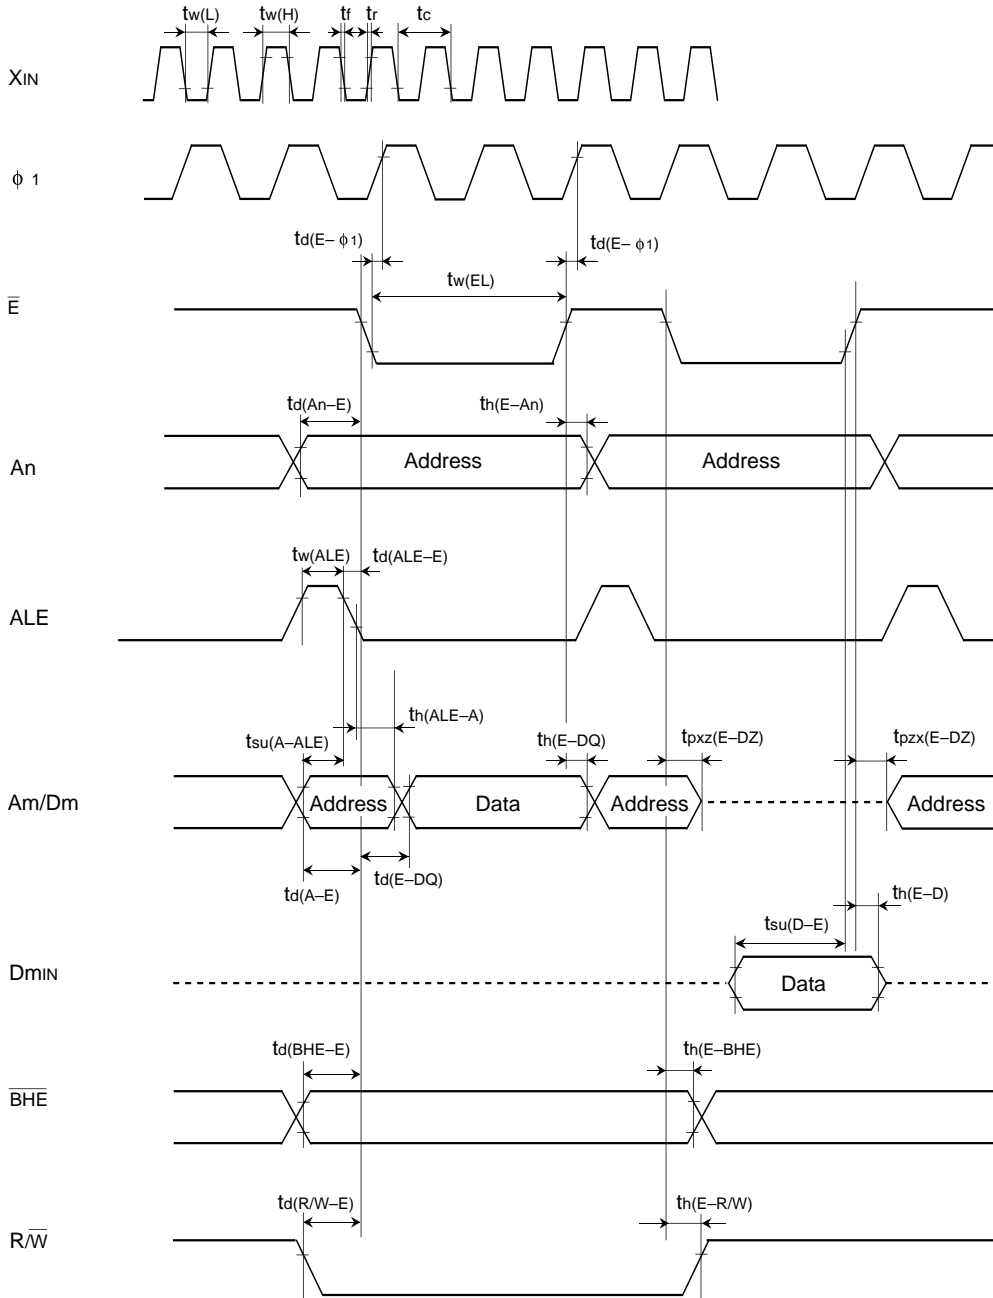 tw(L) tw(H) tf tr tc
XIN
ϕ 1
td(E– ϕ1) td(E– ϕ1)
tw(EL)
E̅
td(An–E) th(E–An)
An Address Address
tw(ALE) td(ALE–E)
ALE
th(ALE–A)
tsu(A–ALE) th(E–DQ) tpxz(E–DZ) tpzx(E–DZ)
Am/Dm Address Data Address Address
td(A–E) td(E–DQ)
th(E–D)
tsu(D–E)
DmIN Data
td(BHE–E) th(E–BHE)
B̅H̅E̅
td(R/W–E) th(E–R/W)
R/W̅